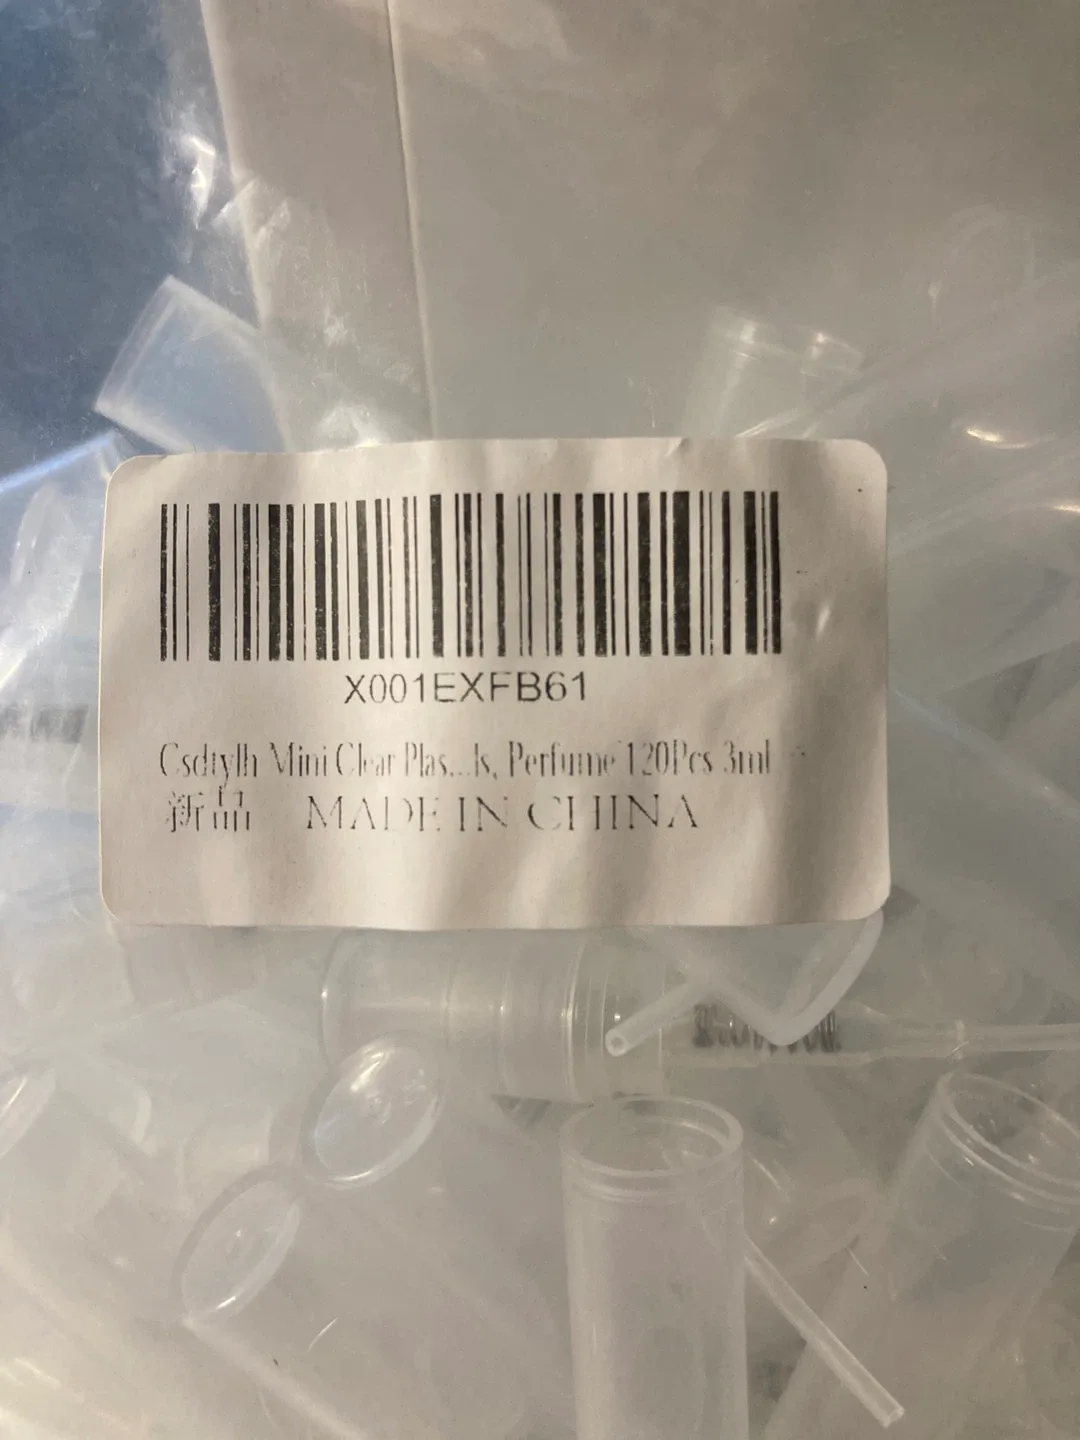 X001EXFB61
Csdtylh Mini Clear Plas...ls, Perfume 120Pcs 3ml -
新品 MADE IN CHINA